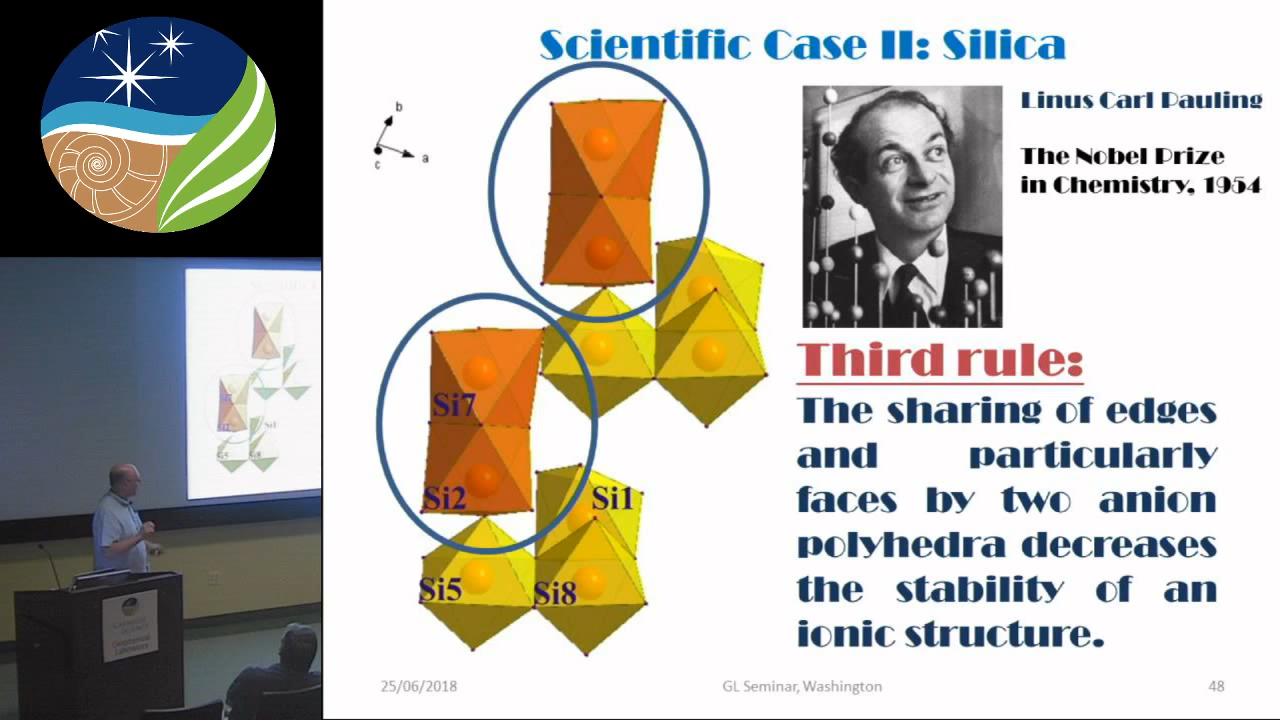 Scientific Case II: Silica
b
a
c
Si7
Si2
Si1
Si5
Si8
Linus Carl Pauling
The Nobel Prize
in Chemistry, 1954
Third rule:
The sharing of edges
and particularly
faces by two anion
polyhedra decreases
the stability of an
ionic structure.
25/06/2018
GL Seminar, Washington
48
Geophysical
Laboratory